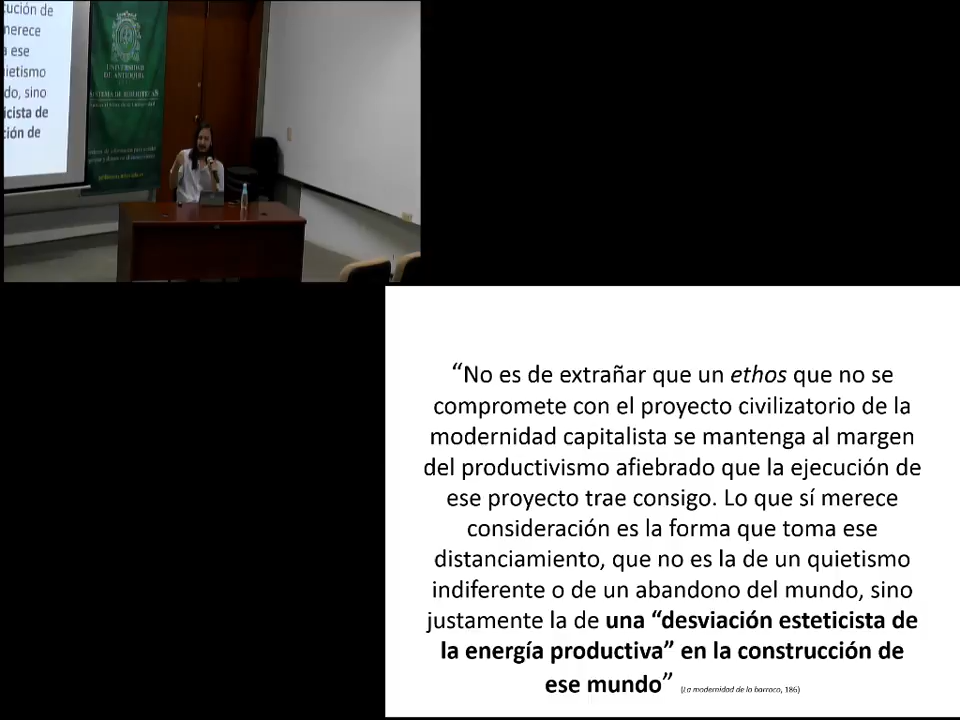 cución de
merece
a ese
uietismo
do, sino
icista de
ción de
UNIVERSIDAD
DE ANTIOQUIA
SISTEMA DE BIBLIOTECAS
“No es de extrañar que un ethos que no se
compromete con el proyecto civilizatorio de la
modernidad capitalista se mantenga al margen
del productivismo afiebrado que la ejecución de
ese proyecto trae consigo. Lo que sí merece
consideración es la forma que toma ese
distanciamiento, que no es la de un quietismo
indiferente o de un abandono del mundo, sino
justamente la de una “desviación esteticista de
la energía productiva” en la construcción de
ese mundo” (La modernidad de lo barroco, 186)